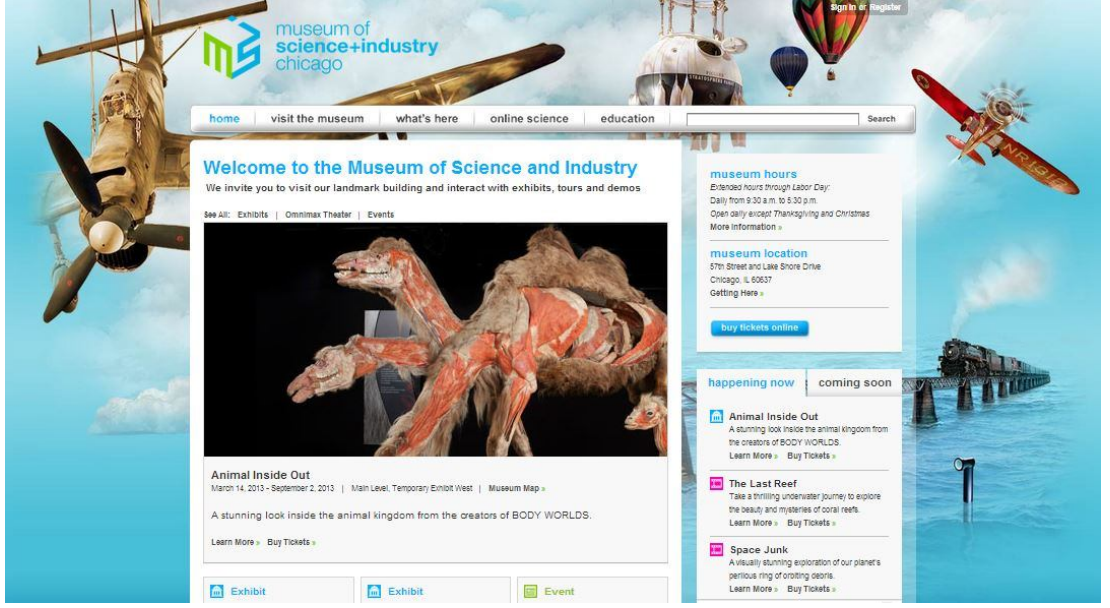 Sign In or Register
museum of
science+industry
chicago
home
visit the museum
what's here
online science
education
Search
Welcome to the Museum of Science and Industry
We invite you to visit our landmark building and interact with exhibits, tours and demos
See All: Exhibits | Omnimax Theater | Events
Animal Inside Out
March 14, 2013 - September 2, 2013 | Main Level, Temporary Exhibit West | Museum Map »
A stunning look inside the animal kingdom from the creators of BODY WORLDS.
Learn More » Buy Tickets »
Exhibit
Exhibit
Event
museum hours
Extended hours through Labor Day:
Daily from 9:30 a.m. to 5:30 p.m.
Open daily except Thanksgiving and Christmas
More Information »
museum location
57th Street and Lake Shore Drive
Chicago, IL 60637
Getting Here »
buy tickets online
happening now
coming soon
Animal Inside Out
A stunning look inside the animal kingdom from
the creators of BODY WORLDS.
Learn More » Buy Tickets »
The Last Reef
Take a thrilling underwater journey to explore
the beauty and mysteries of coral reefs.
Learn More » Buy Tickets »
Space Junk
A visually stunning exploration of our planet's
perilous ring of orbiting debris.
Learn More » Buy Tickets »